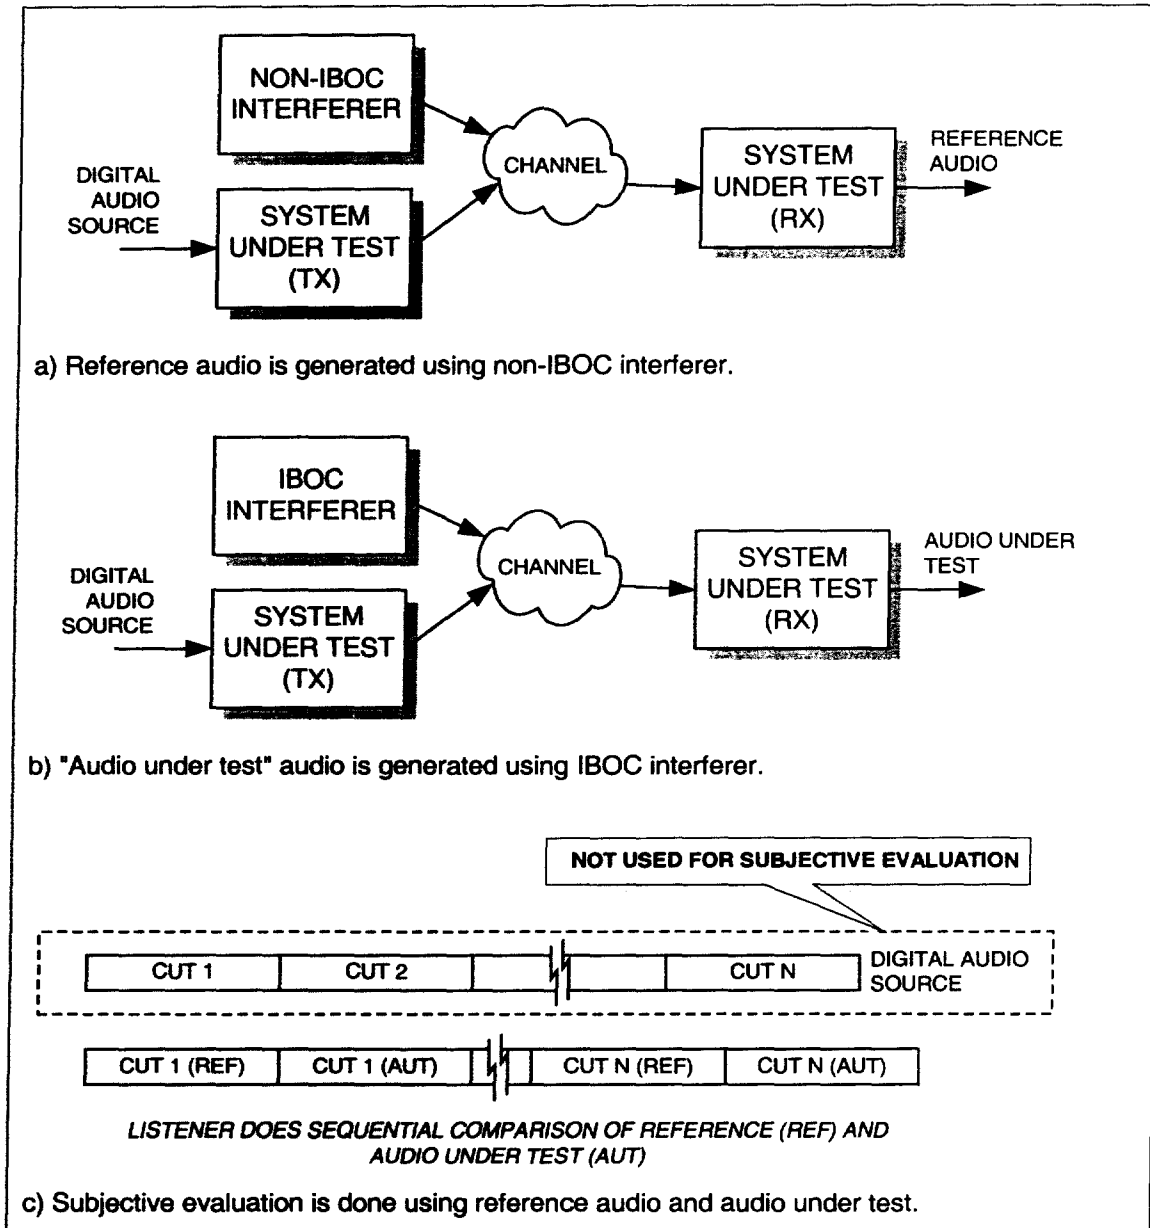 NON-IBOC
INTERFERER
DIGITAL
AUDIO
SOURCE
SYSTEM
UNDER TEST
(TX)
CHANNEL
SYSTEM
UNDER TEST
(RX)
REFERENCE
AUDIO
a) Reference audio is generated using non-IBOC interferer.
IBOC
INTERFERER
DIGITAL
AUDIO
SOURCE
SYSTEM
UNDER TEST
(TX)
CHANNEL
SYSTEM
UNDER TEST
(RX)
AUDIO UNDER
TEST
b) "Audio under test" audio is generated using IBOC interferer.
NOT USED FOR SUBJECTIVE EVALUATION
CUT 1 CUT 2 CUT N
DIGITAL AUDIO
SOURCE
CUT 1 (REF) CUT 1 (AUT) CUT N (REF) CUT N (AUT)
LISTENER DOES SEQUENTIAL COMPARISON OF REFERENCE (REF) AND
AUDIO UNDER TEST (AUT)
c) Subjective evaluation is done using reference audio and audio under test.